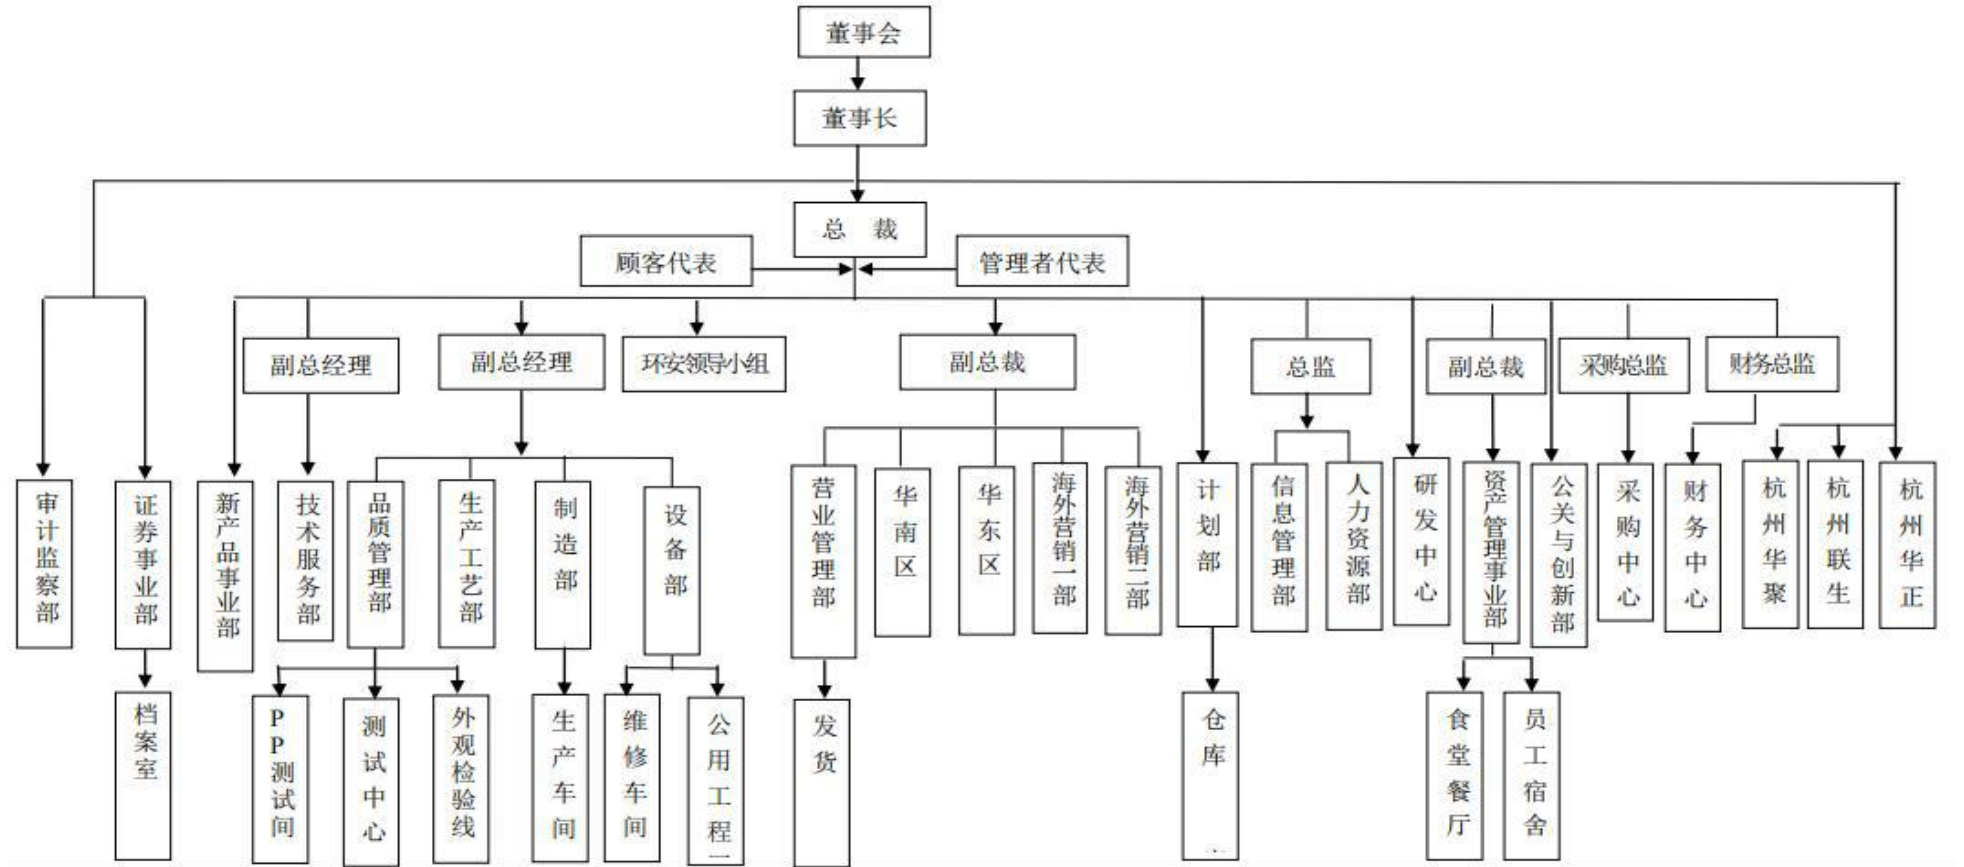 董事会
董事长
总 裁
顾客代表
管理者代表
副总经理
副总经理
环安领导小组
副总裁
总监
副总裁
采购总监
财务总监
审计监察部
证券事业部
新产品事业部
技术服务部
品质管理部
生产工艺部
制造部
设备部
营业管理部
华南区
华东区
海外营销一部
海外营销二部
计划部
信息管理部
人力资源部
研发中心
资产管理事业部
公关与创新部
采购中心
财务中心
杭州华聚
杭州联生
杭州华正
档案室
PP测试间
测试中心
外观检验线
生产车间
维修车间
公用工程
发货
仓库
食堂餐厅
员工宿舍